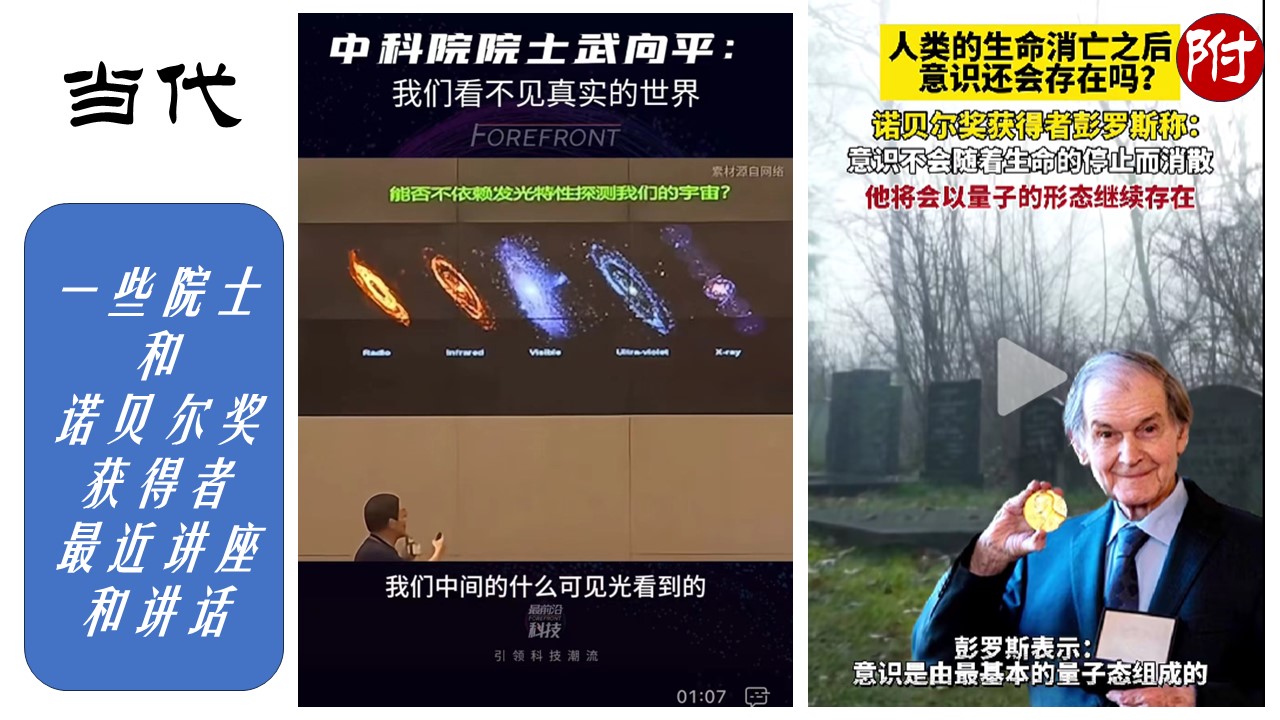 当代
一些院士
和
诺贝尔奖
获得者
最近讲座
和讲话
中科院院士武向平：
我们看不见真实的世界
FOREFRONT
素材源自网络
能否不依赖发光特性探测我们的宇宙？
Radio Infrared Visible Ultra-violet X-ray
我们中间的什么可见光看到的
最前沿
FOREFRONT
科技
引领科技潮流
01:07
人类的生命消亡之后
意识还会存在吗？
附
诺贝尔奖获得者彭罗斯称：
意识不会随着生命的停止而消散
他将会以量子的形态继续存在
彭罗斯表示：
意识是由最基本的量子态组成的